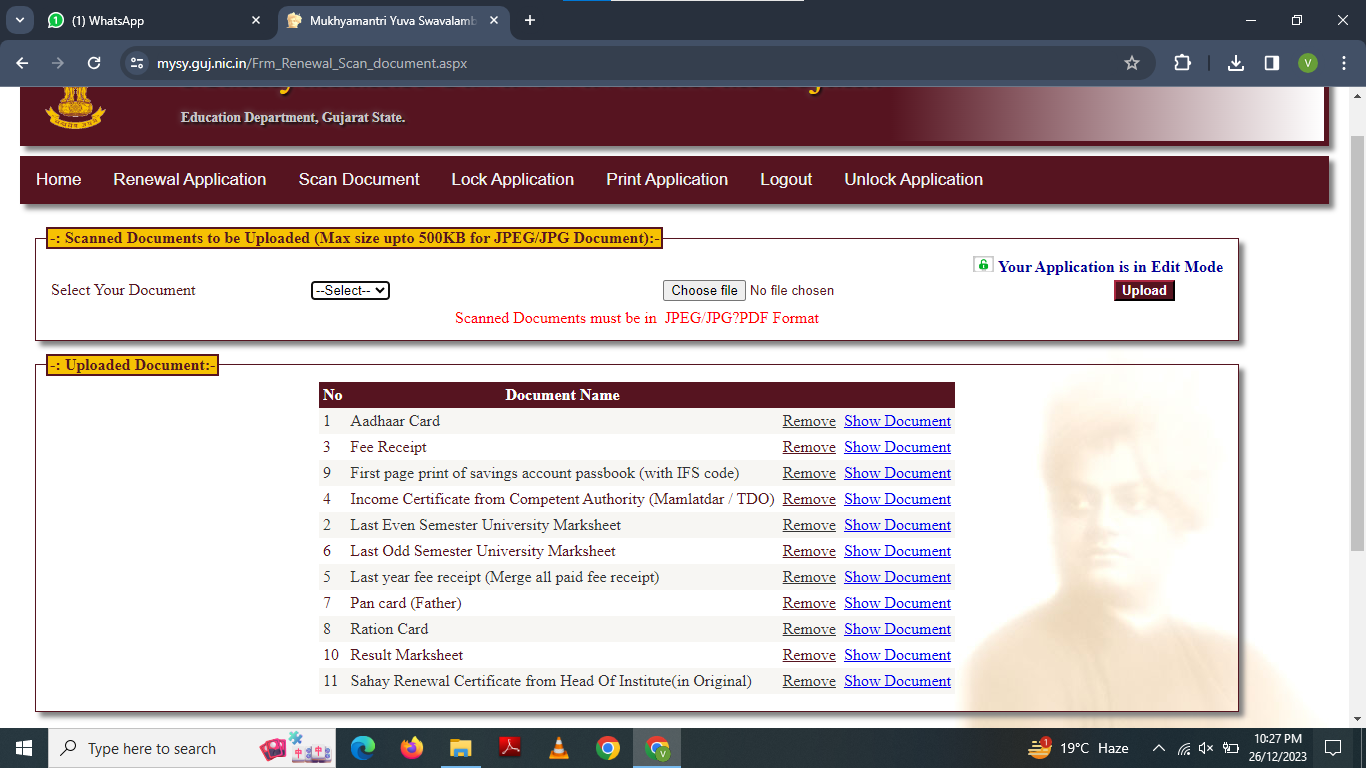 (1) WhatsApp
Mukhyamantri Yuva Swavalamb
mysy.guj.nic.in/Frm_Renewal_Scan_document.aspx
V
Education Department, Gujarat State.
Home Renewal Application Scan Document Lock Application Print Application Logout Unlock Application
-: Scanned Documents to be Uploaded (Max size upto 500KB for JPEG/JPG Document):-
Your Application is in Edit Mode
Select Your Document --Select-- Choose file No file chosen Upload
Scanned Documents must be in JPEG/JPG?PDF Format
-: Uploaded Document:-
No Document Name
1 Aadhaar Card Remove Show Document
3 Fee Receipt Remove Show Document
9 First page print of savings account passbook (with IFS code) Remove Show Document
4 Income Certificate from Competent Authority (Mamlatdar / TDO) Remove Show Document
2 Last Even Semester University Marksheet Remove Show Document
6 Last Odd Semester University Marksheet Remove Show Document
5 Last year fee receipt (Merge all paid fee receipt) Remove Show Document
7 Pan card (Father) Remove Show Document
8 Ration Card Remove Show Document
10 Result Marksheet Remove Show Document
11 Sahay Renewal Certificate from Head Of Institute(in Original) Remove Show Document
Type here to search
V
1
19°C Haze
10:27 PM
26/12/2023